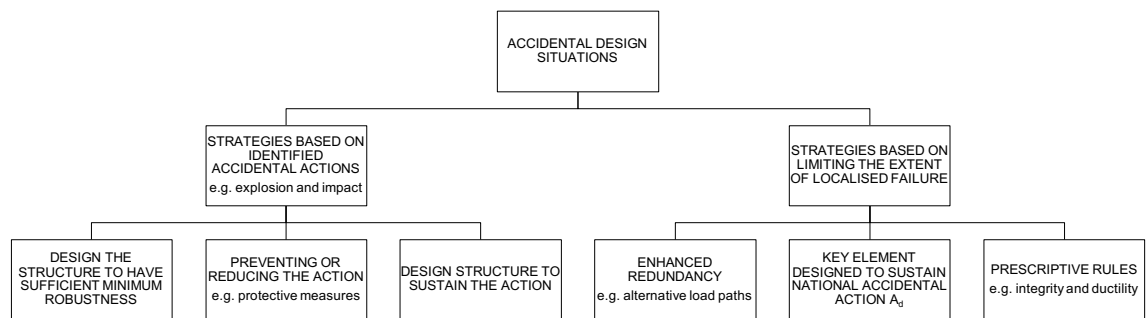 ACCIDENTAL DESIGN
SITUATIONS
STRATEGIES BASED ON
IDENTIFIED
ACCIDENTAL ACTIONS
e.g. explosion and impact
STRATEGIES BASED ON
LIMITING THE EXTENT
OF LOCALISED FAILURE
DESIGN THE
STRUCTURE TO HAVE
SUFFICIENT MINIMUM
ROBUSTNESS
PREVENTING OR
REDUCING THE ACTION
e.g. protective measures
DESIGN STRUCTURE TO
SUSTAIN THE ACTION
ENHANCED
REDUNDANCY
e.g. alternative load paths
KEY ELEMENT
DESIGNED TO SUSTAIN
NATIONAL ACCIDENTAL
ACTION Ad
PRESCRIPTIVE RULES
e.g. integrity and ductility